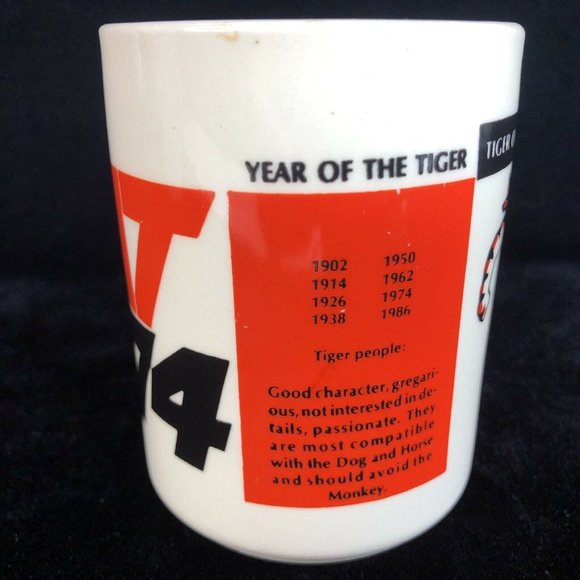 YEAR OF THE TIGER
TIGER
1902 1950
1914 1962
1926 1974
1938 1986
Tiger people:
Good character, gregari-
ous, not interested in de-
tails, passionate. They
are most compatible
with the Dog and Horse
and should avoid the
Monkey.
T
74